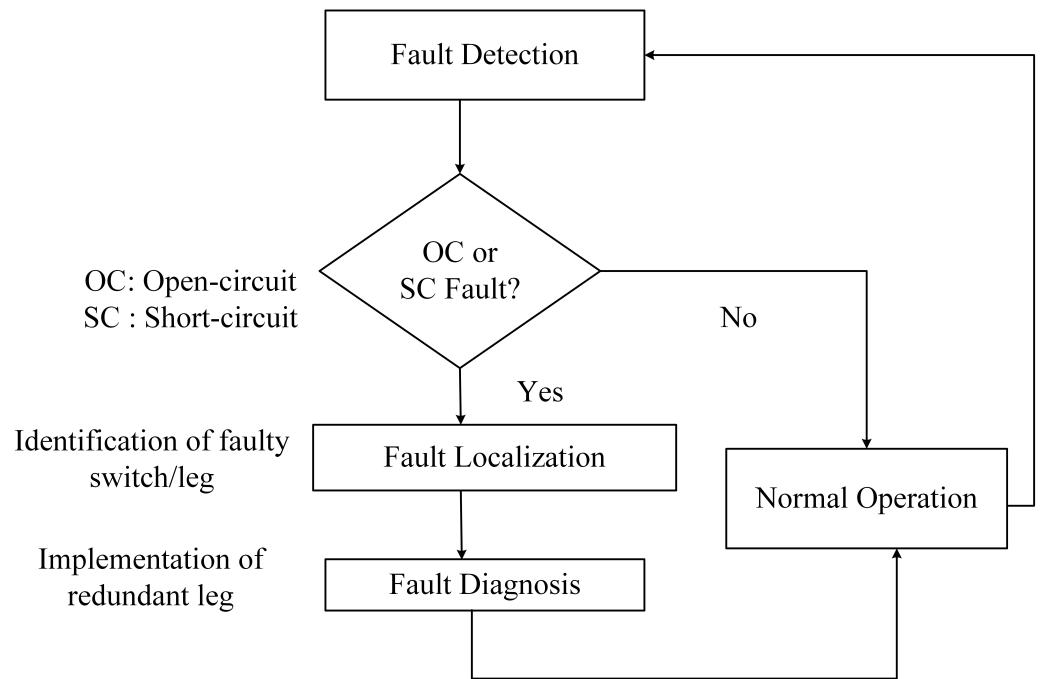 Fault Detection
OC or
SC Fault?
OC: Open-circuit
SC : Short-circuit
No
Yes
Identification of faulty
switch/leg
Fault Localization
Normal Operation
Implementation of
redundant leg
Fault Diagnosis